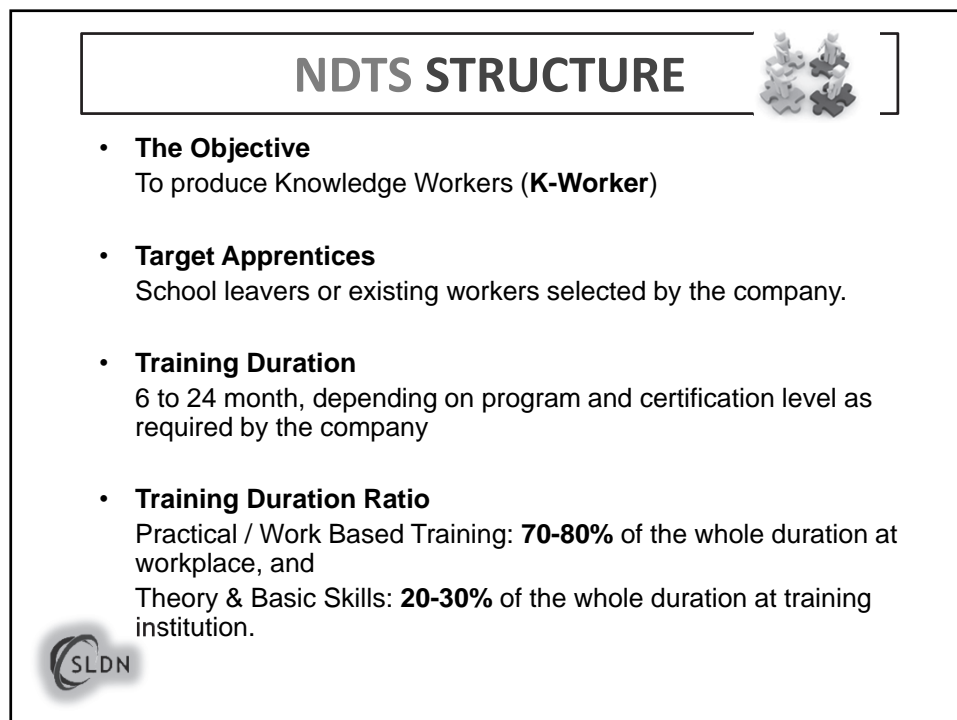 NDTS STRUCTURE
• The Objective
To produce Knowledge Workers (K-Worker)
• Target Apprentices
School leavers or existing workers selected by the company.
• Training Duration
6 to 24 month, depending on program and certification level as
required by the company
• Training Duration Ratio
Practical / Work Based Training: 70-80% of the whole duration at
workplace, and
Theory & Basic Skills: 20-30% of the whole duration at training
institution.
SLDN